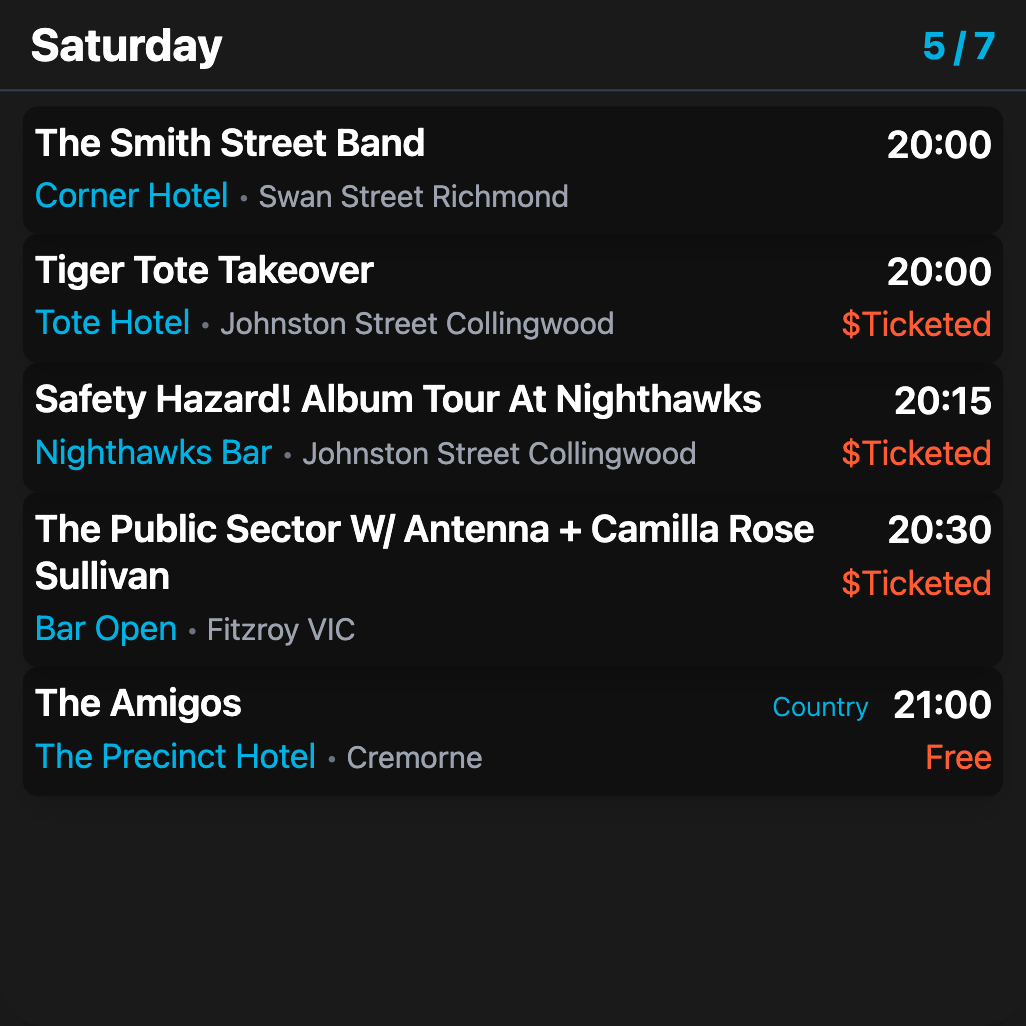 Saturday 5 / 7
The Smith Street Band 20:00
Corner Hotel • Swan Street Richmond
Tiger Tote Takeover 20:00
Tote Hotel • Johnston Street Collingwood $Ticketed
Safety Hazard! Album Tour At Nighthawks 20:15
Nighthawks Bar • Johnston Street Collingwood $Ticketed
The Public Sector W/ Antenna + Camilla Rose 20:30
Sullivan $Ticketed
Bar Open • Fitzroy VIC
The Amigos Country 21:00
The Precinct Hotel • Cremorne Free